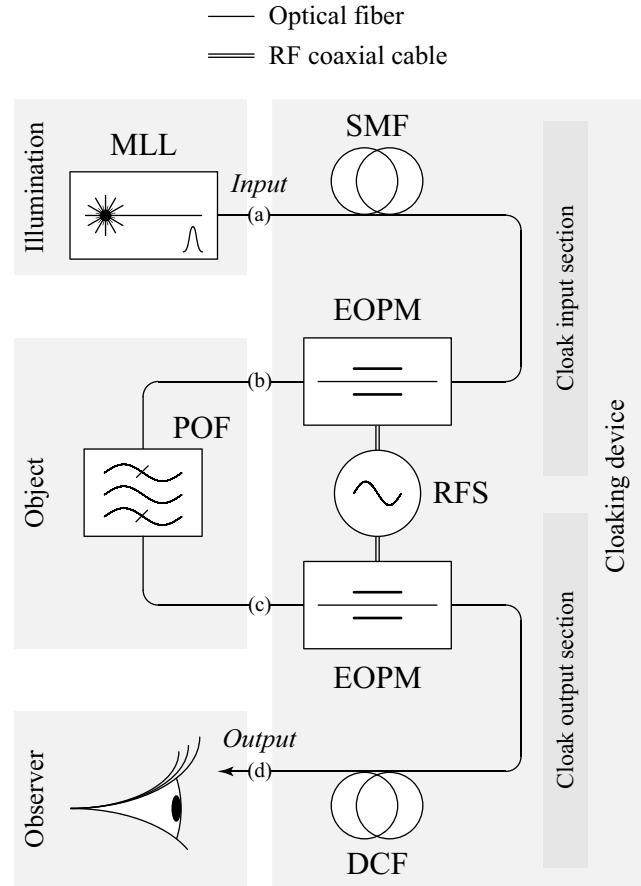 Optical fiber
RF coaxial cable
Illumination
MLL
Input
(a)
SMF
Cloak input section
Cloaking device
EOPM
(b)
Object
POF
RFS
(c)
EOPM
Cloak output section
Observer
Output
(d)
DCF